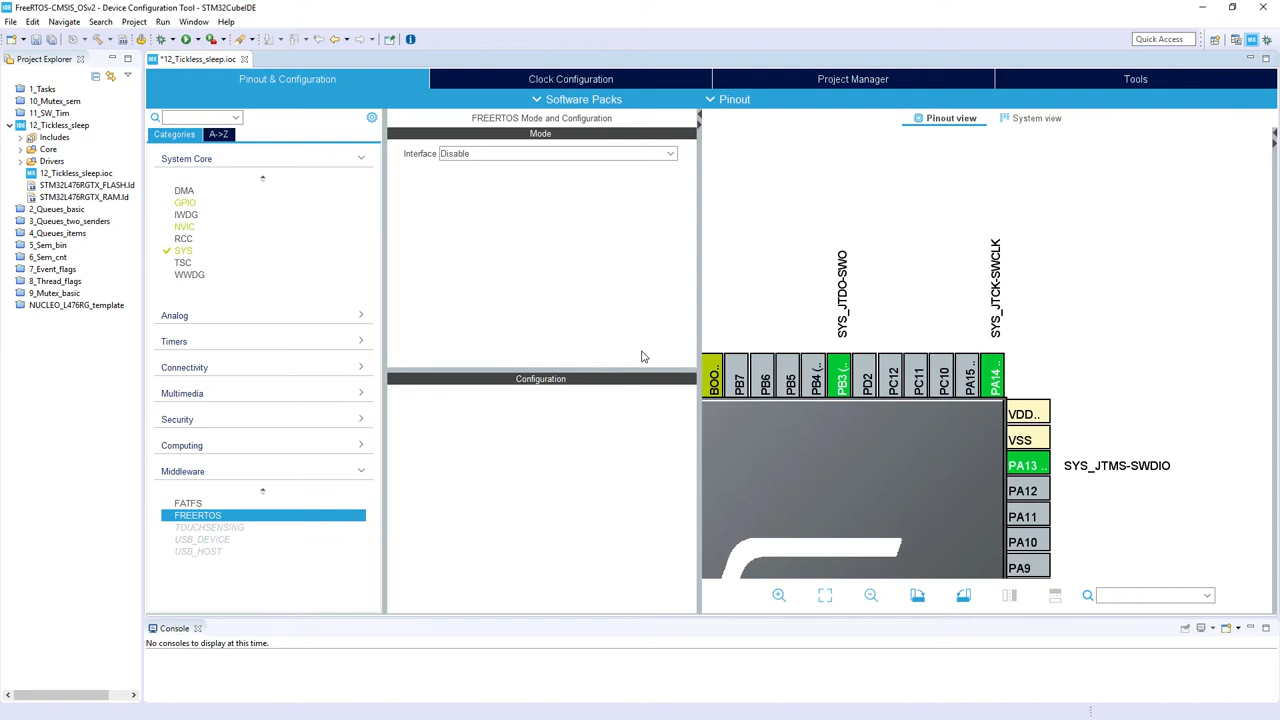 FreeRTOS-CMSIS_OSv2 - Device Configuration Tool - STM32CubeIDE
File Edit Navigate Search Project Run Window Help
Quick Access
Project Explorer
*12_Tickless_sleep.ioc
1_Tasks
10_Mutex_sem
11_SW_Tim
12_Tickless_sleep
Includes
Core
Drivers
12_Tickless_sleep.ioc
STM32L476RGTX_FLASH.ld
STM32L476RGTX_RAM.ld
2_Queues_basic
3_Queues_two_senders
4_Queues_items
5_Sem_bin
6_Sem_cnt
7_Event_flags
8_Thread_flags
9_Mutex_basic
NUCLEO_L476RG_template
Pinout & Configuration
Clock Configuration
Project Manager
Tools
Software Packs
Pinout
Categories
A->Z
System Core
DMA
GPIO
IWDG
NVIC
RCC
SYS
TSC
WWDG
Analog
Timers
Connectivity
Multimedia
Security
Computing
Middleware
FATFS
FREERTOS
TOUCHSENSING
USB_DEVICE
USB_HOST
FREERTOS Mode and Configuration
Mode
Interface Disable
Configuration
Pinout view
System view
SYS_JTDO-SWO
SYS_JTCK-SWCLK
BOO..
PB7
PB6
PB5
PB4 (..
PB3 (..
PD2
PC12
PC11
PC10
PA15..
PA14 ..
VDD..
VSS
PA13 ..
SYS_JTMS-SWDIO
PA12
PA11
PA10
PA9
Console
No consoles to display at this time.